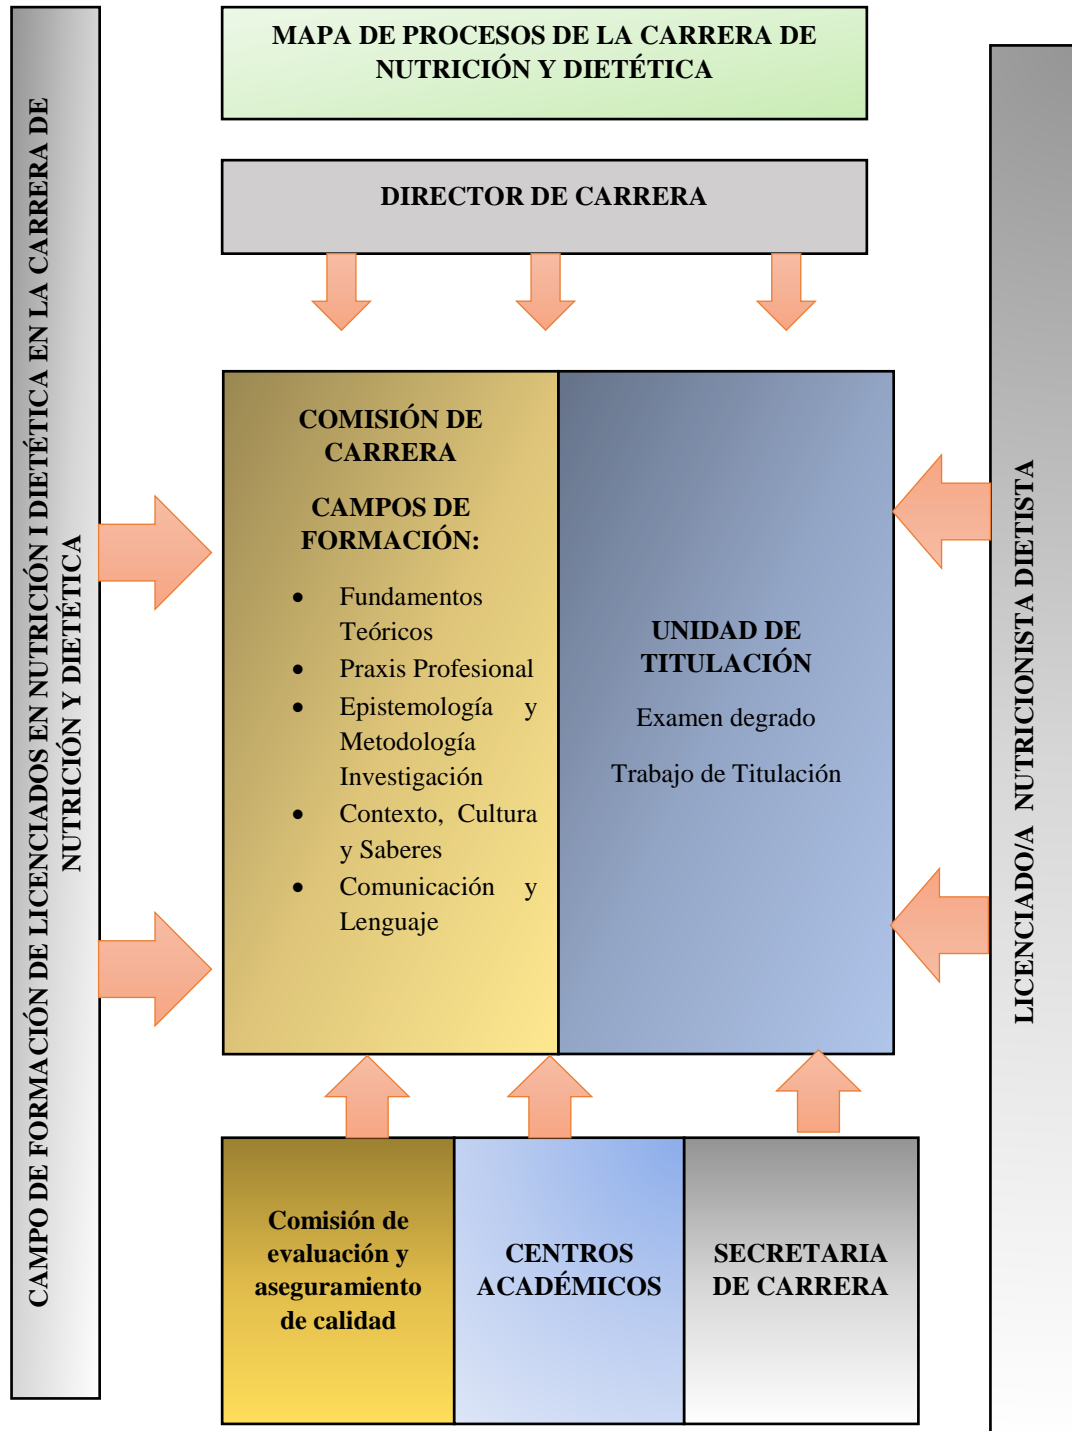 MAPA DE PROCESOS DE LA CARRERA DE
NUTRICIÓN Y DIETÉTICA
DIRECTOR DE CARRERA
CAMPO DE FORMACIÓN DE LICENCIADOS EN NUTRICIÓN I DIETÉTICA EN LA CARRERA DE
NUTRICIÓN Y DIETÉTICA
COMISIÓN DE
CARRERA
CAMPOS DE
FORMACIÓN:
• Fundamentos
Teóricos
• Praxis Profesional
• Epistemología y
Metodología
Investigación
• Contexto, Cultura
y Saberes
• Comunicación y
Lenguaje
UNIDAD DE
TITULACIÓN
Examen degrado
Trabajo de Titulación
LICENCIADO/A NUTRICIONISTA DIETISTA
Comisión de
evaluación y
aseguramiento
de calidad
CENTROS
ACADÉMICOS
SECRETARIA
DE CARRERA